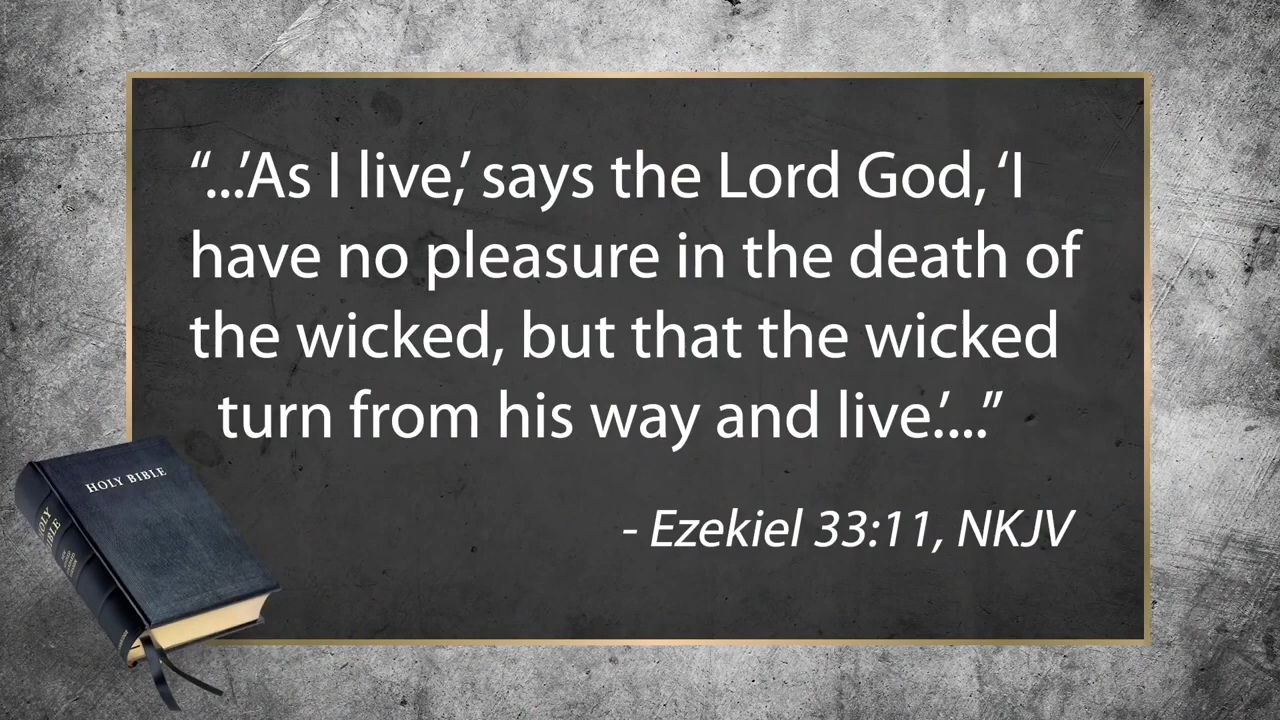 “...’As I live,’ says the Lord God, ‘I
have no pleasure in the death of
the wicked, but that the wicked
turn from his way and live.’...”
- Ezekiel 33:11, NKJV
HOLY BIBLE
HOLY
BIBLE